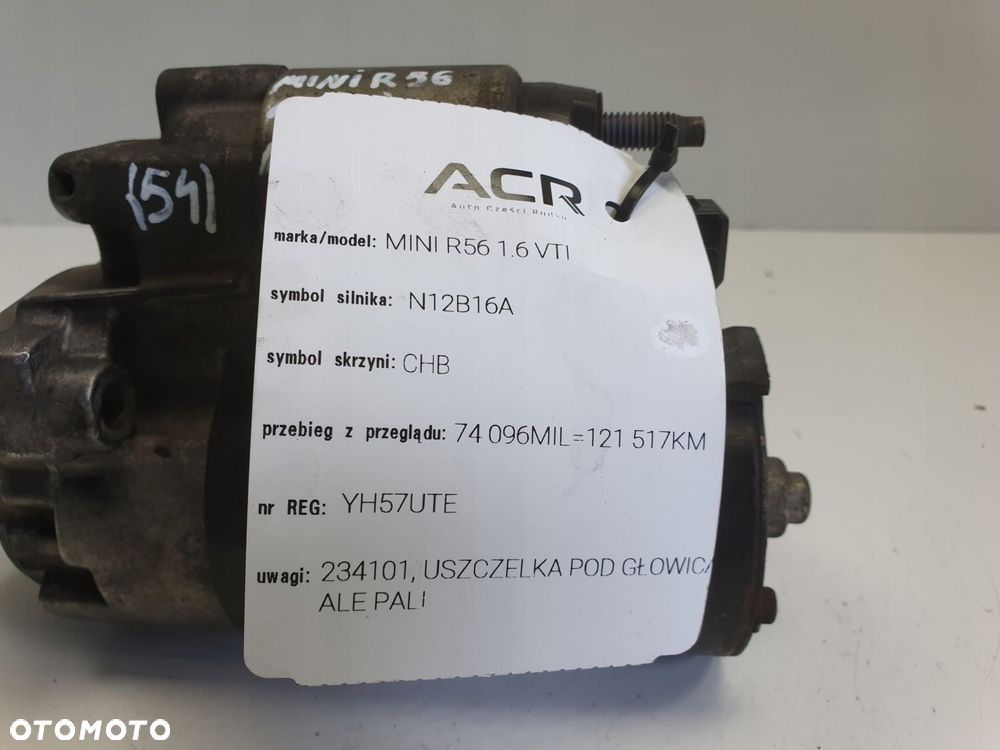 MINI R56
(54)
ACR
Auto Części Rudka
marka/model: MINI R56 1.6 VTI
symbol silnika: N12B16A
symbol skrzyni: CHB
przebieg z przeglądu: 74 096MIL=121 517KM
nr REG: YH57UTE
uwagi: 234101, USZCZELKA POD GŁOWICA
ALE PALI
OTOMOTO